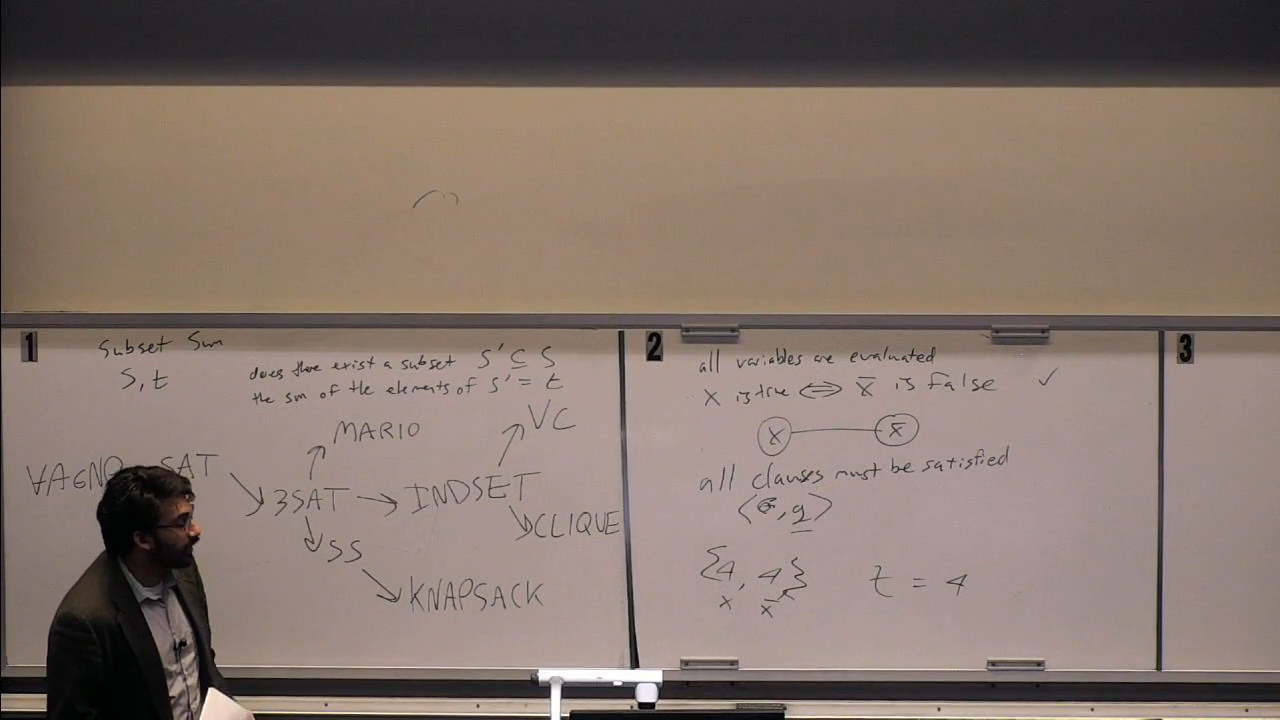 1
Subset Sum
S, t
does there exist a subset S' ⊆ S
the sum of the elements of S' = t
MARIO
VC
∀A∈NP SAT
3SAT → INDSET
CLIQUE
SS
KNAPSACK
2
all variables are evaluated
X is true ⇔ X̄ is False ✓
X X̄
all clauses must be satisfied
⟨G, g⟩
{4, 4} t = 4
X X̄
3